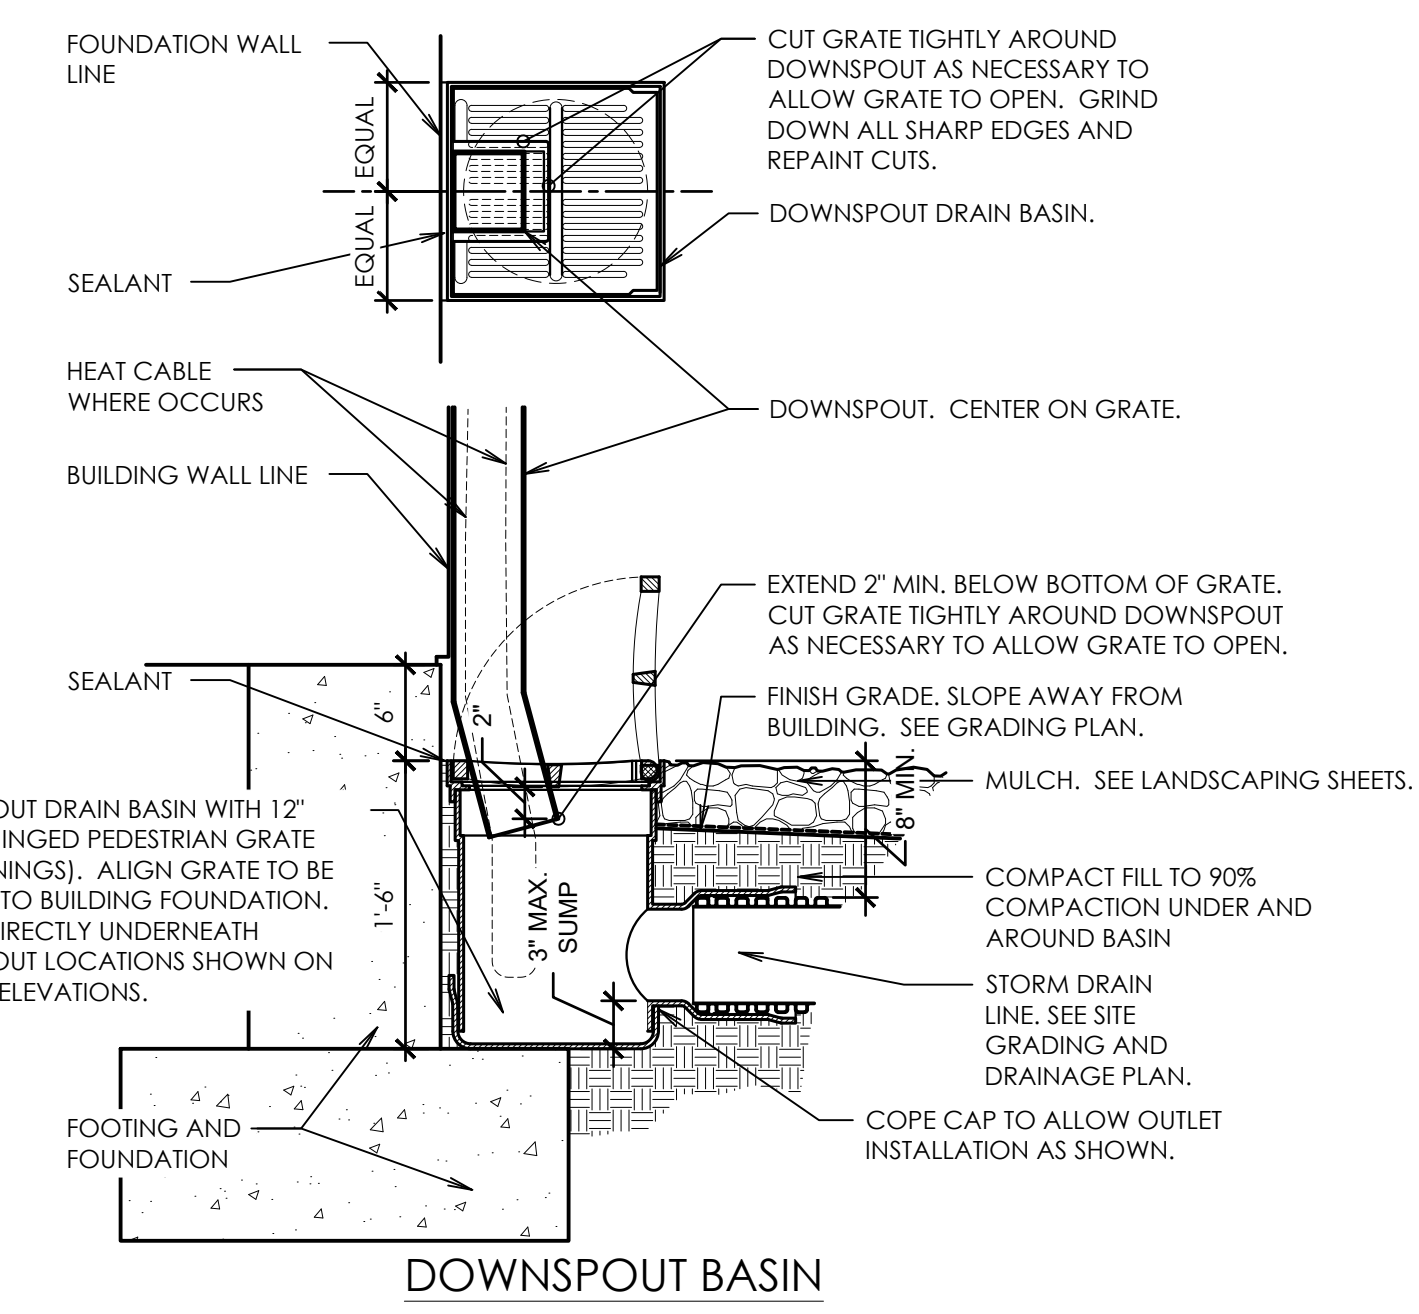 FOUNDATION WALL
LINE
CUT GRATE TIGHTLY AROUND
DOWNSPOUT AS NECESSARY TO
ALLOW GRATE TO OPEN. GRIND
DOWN ALL SHARP EDGES AND
REPAINT CUTS.
EQUAL
EQUAL
DOWNSPOUT DRAIN BASIN.
SEALANT
HEAT CABLE
WHERE OCCURS
DOWNSPOUT. CENTER ON GRATE.
BUILDING WALL LINE
EXTEND 2" MIN. BELOW BOTTOM OF GRATE.
CUT GRATE TIGHTLY AROUND DOWNSPOUT
AS NECESSARY TO ALLOW GRATE TO OPEN.
SEALANT
6"
2"
FINISH GRADE. SLOPE AWAY FROM
BUILDING. SEE GRADING PLAN.
8" MIN.
MULCH. SEE LANDSCAPING SHEETS.
OUT DRAIN BASIN WITH 12"
INGED PEDESTRIAN GRATE
NINGS). ALIGN GRATE TO BE
TO BUILDING FOUNDATION.
IRECTLY UNDERNEATH
OUT LOCATIONS SHOWN ON
ELEVATIONS.
1'-6"
3" MAX.
SUMP
COMPACT FILL TO 90%
COMPACTION UNDER AND
AROUND BASIN
STORM DRAIN
LINE. SEE SITE
GRADING AND
DRAINAGE PLAN.
FOOTING AND
FOUNDATION
COPE CAP TO ALLOW OUTLET
INSTALLATION AS SHOWN.
DOWNSPOUT BASIN